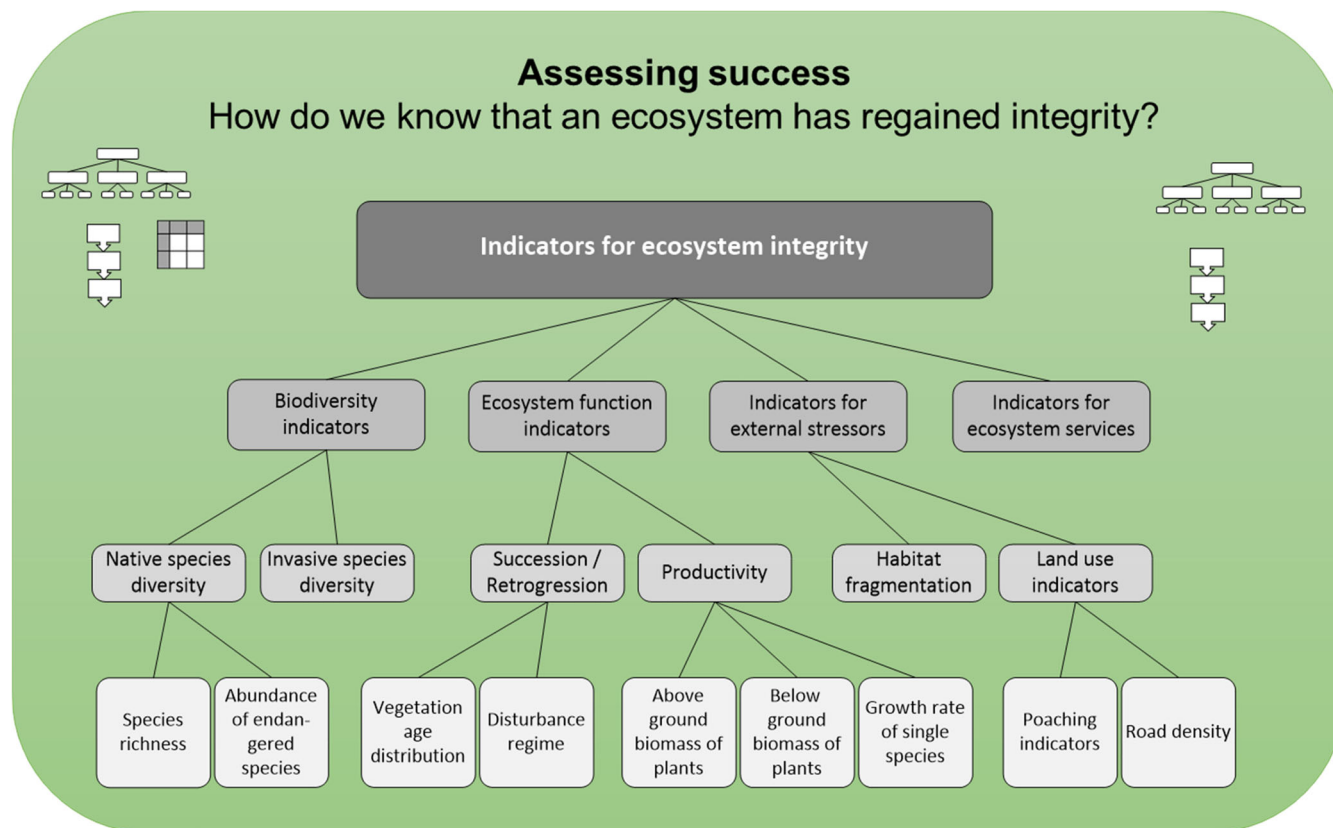 Assessing success
How do we know that an ecosystem has regained integrity?
Indicators for ecosystem integrity
Biodiversity
indicators
Ecosystem function
indicators
Indicators for
external stressors
Indicators for
ecosystem services
Native species
diversity
Invasive species
diversity
Succession /
Retrogression
Productivity
Habitat
fragmentation
Land use
indicators
Species
richness
Abundance
of endan-
gered
species
Vegetation
age
distribution
Disturbance
regime
Above
ground
biomass of
plants
Below
ground
biomass of
plants
Growth rate
of single
species
Poaching
indicators
Road density